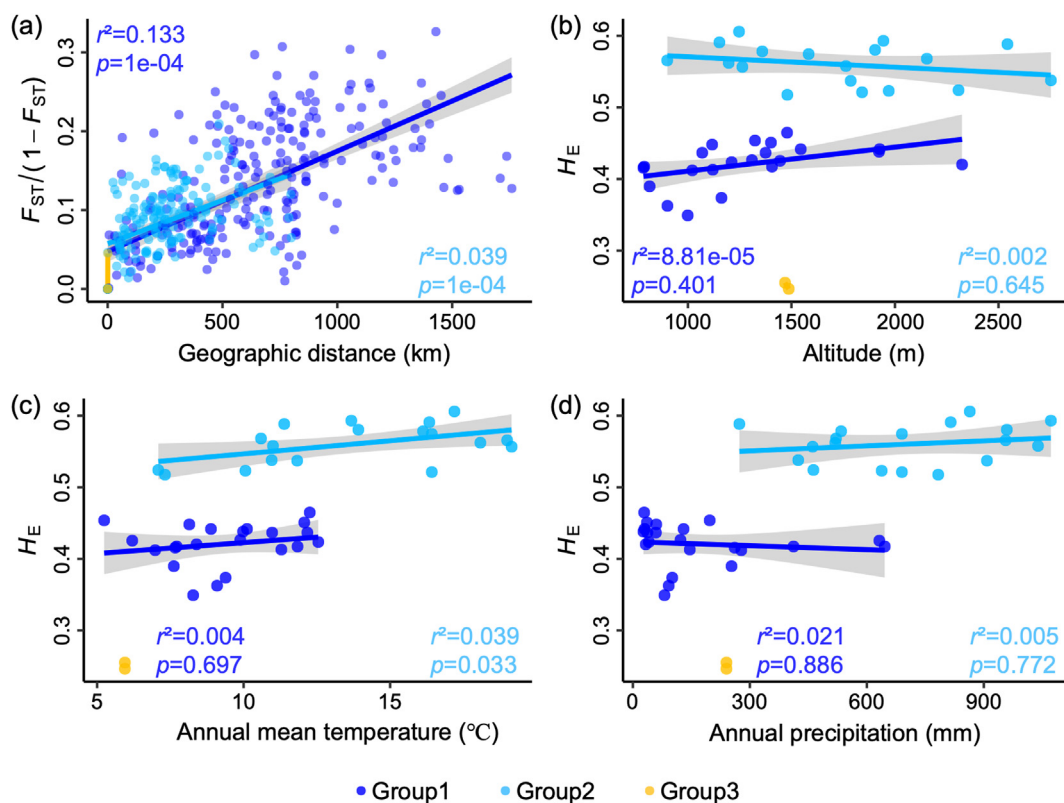 (a)
r²=0.133
p=1e-04
0.3
0.2
0.1
0.0
F_ST/(1 − F_ST)
r²=0.039
p=1e-04
0 500 1000 1500
Geographic distance (km)
(b)
0.6
0.5
0.4
0.3
H_E
r²=8.81e-05
p=0.401
r²=0.002
p=0.645
1000 1500 2000 2500
Altitude (m)
(c)
0.6
0.5
0.4
0.3
H_E
r²=0.004
p=0.697
r²=0.039
p=0.033
5 10 15
Annual mean temperature (℃)
(d)
0.6
0.5
0.4
0.3
H_E
r²=0.021
p=0.886
r²=0.005
p=0.772
0 300 600 900
Annual precipitation (mm)
Group1 Group2 Group3